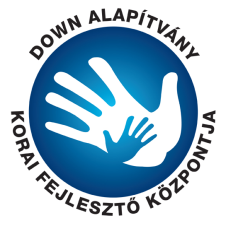 DOWN ALAPÍTVÁNY
KORAI FEJLESZTŐ KÖZPONTJA